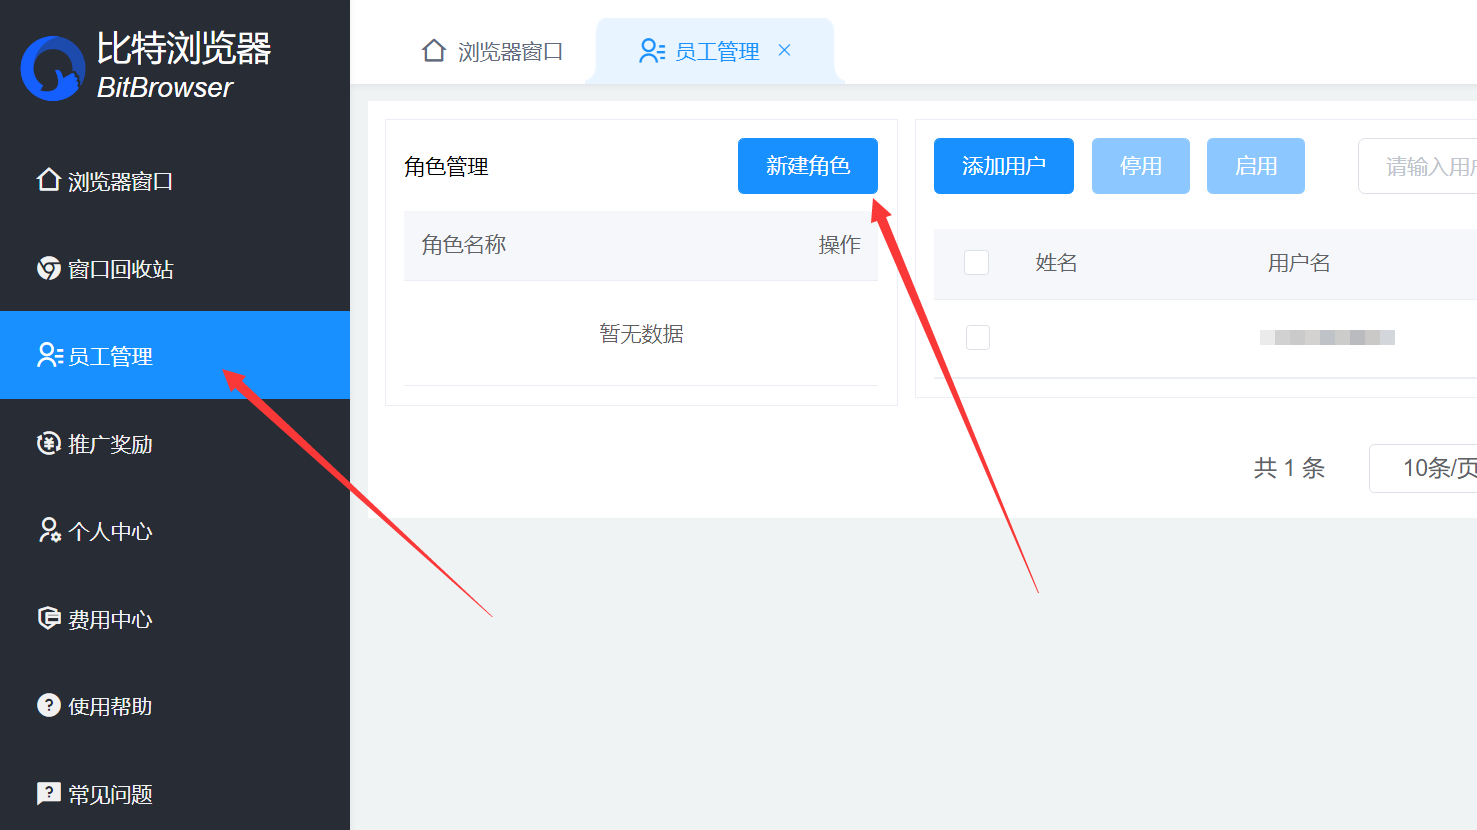 比特浏览器
BitBrowser
浏览器窗口
窗口回收站
员工管理
推广奖励
个人中心
费用中心
使用帮助
常见问题
浏览器窗口
员工管理
角色管理
新建角色
角色名称
操作
暂无数据
添加用户
停用
启用
请输入用户
姓名
用户名
共 1 条
10条/页